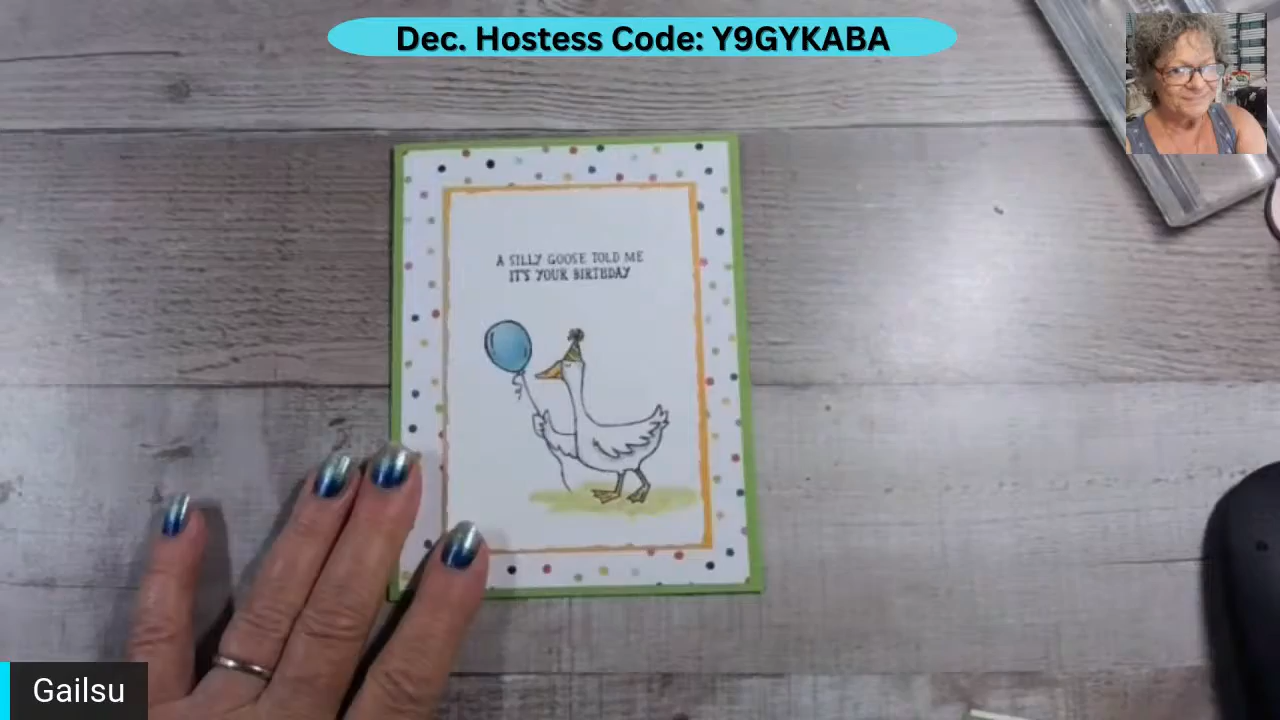 Dec. Hostess Code: Y9GYKABA
A SILLY GOOSE TOLD ME
IT'S YOUR BIRTHDAY
Gailsu